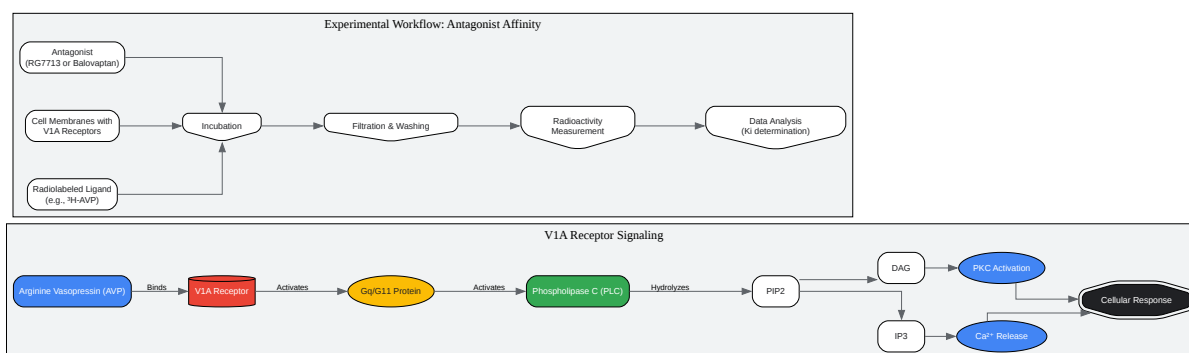 Experimental Workflow: Antagonist Affinity
Antagonist
(RG7713 or Balovaptan)
Cell Membranes with
V1A Receptors
Incubation
Filtration & Washing
Radioactivity
Measurement
Data Analysis
(Ki determination)
Radiolabeled Ligand
(e.g., ³H-AVP)
V1A Receptor Signaling
Arginine Vasopressin (AVP)
Binds
V1A Receptor
Activates
Gq/G11 Protein
Activates
Phospholipase C (PLC)
Hydrolyzes
PIP2
DAG
PKC Activation
IP3
Ca²⁺ Release
Cellular Response